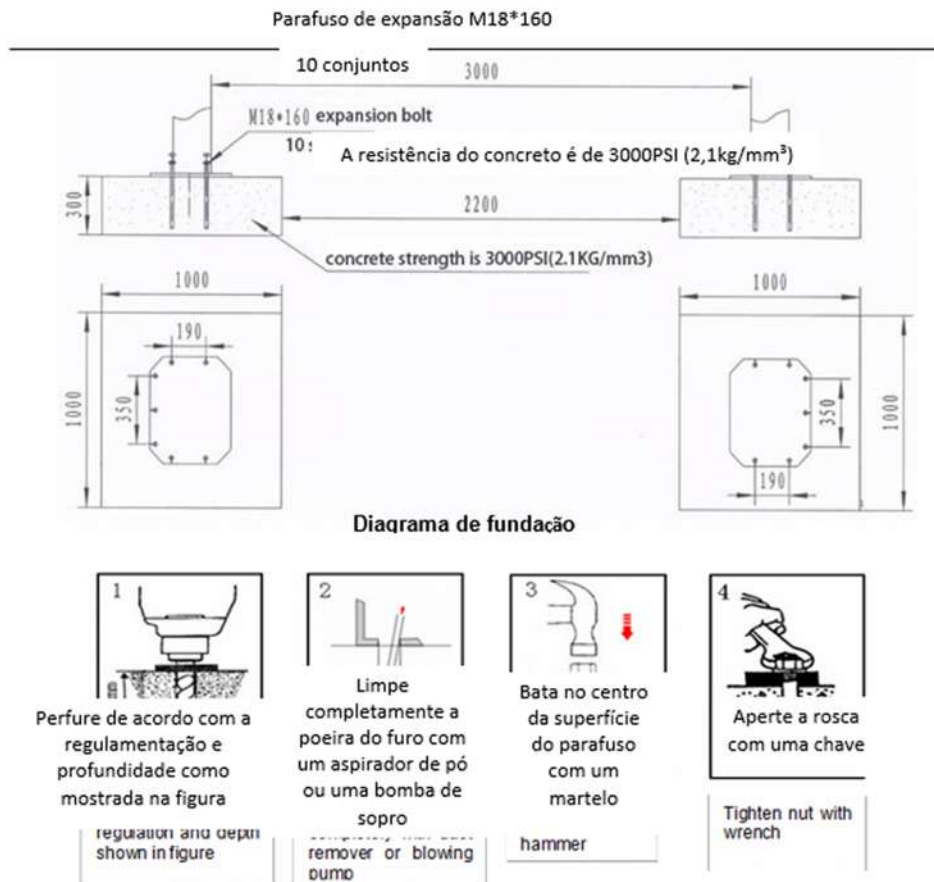 Parafuso de expansão M18*160
10 conjuntos
3000
M18*160 expansion bolt
A resistência do concreto é de 3000PSI (2,1kg/mm³)
300
2200
concrete strength is 3000PSI(2.1KG/mm3)
1000
1000
190
350
1000
350
190
1000
Diagrama de fundação
1
Perfure de acordo com a
regulamentação e
profundidade como
mostrada na figura
regulation and depth
shown in figure
2
Limpe
completamente a
poeira do furo com
um aspirador de pó
ou uma bomba de
sopro
remover or blowing
pump
3
Bata no centro
da superfície
do parafuso
com um
martelo
hammer
4
Aperte a rosca
com uma chave
Tighten nut with
wrench